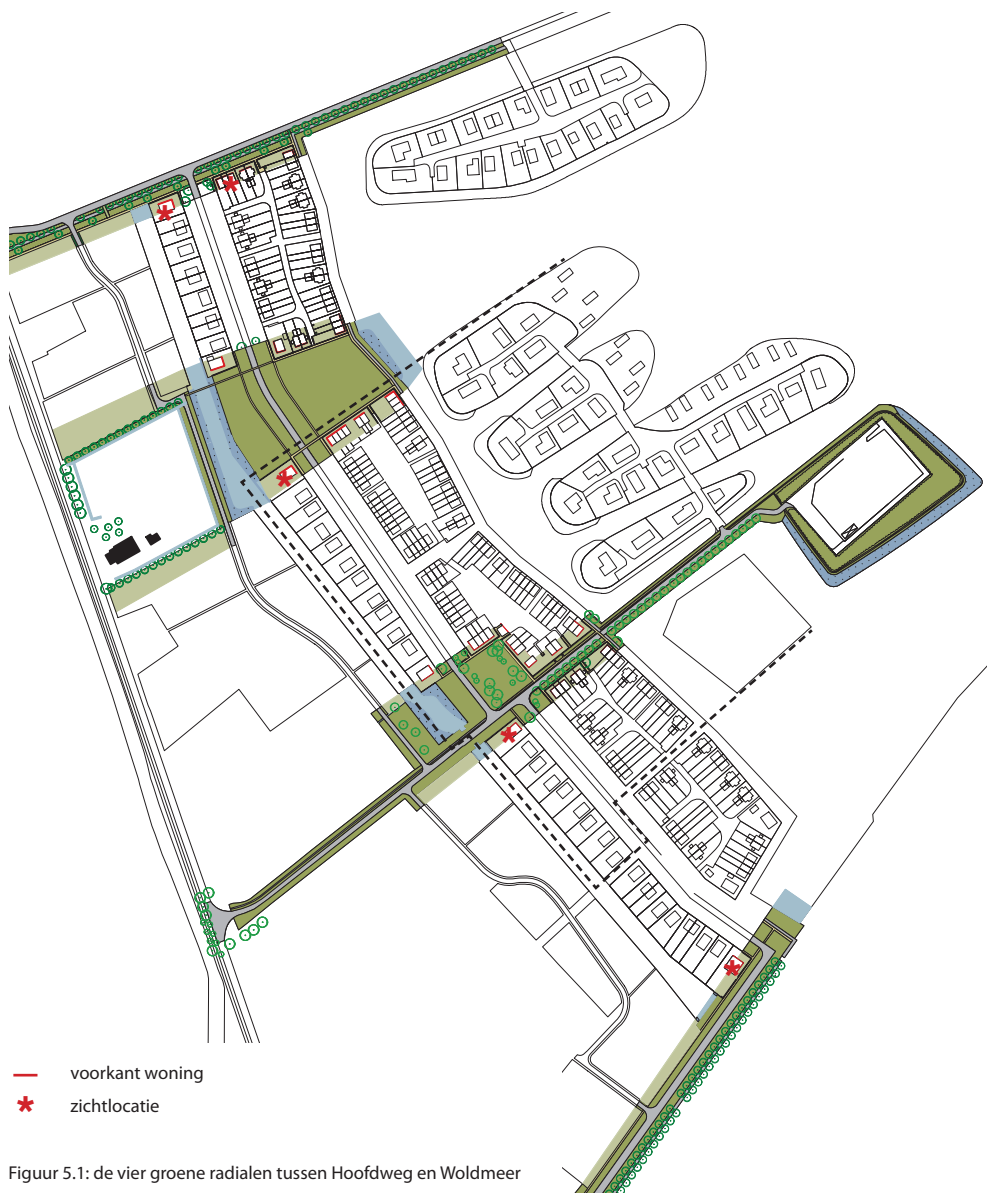 voorkant woning
zichtlocatie
Figuur 5.1: de vier groene radialen tussen Hoofdweg en Woldmeer